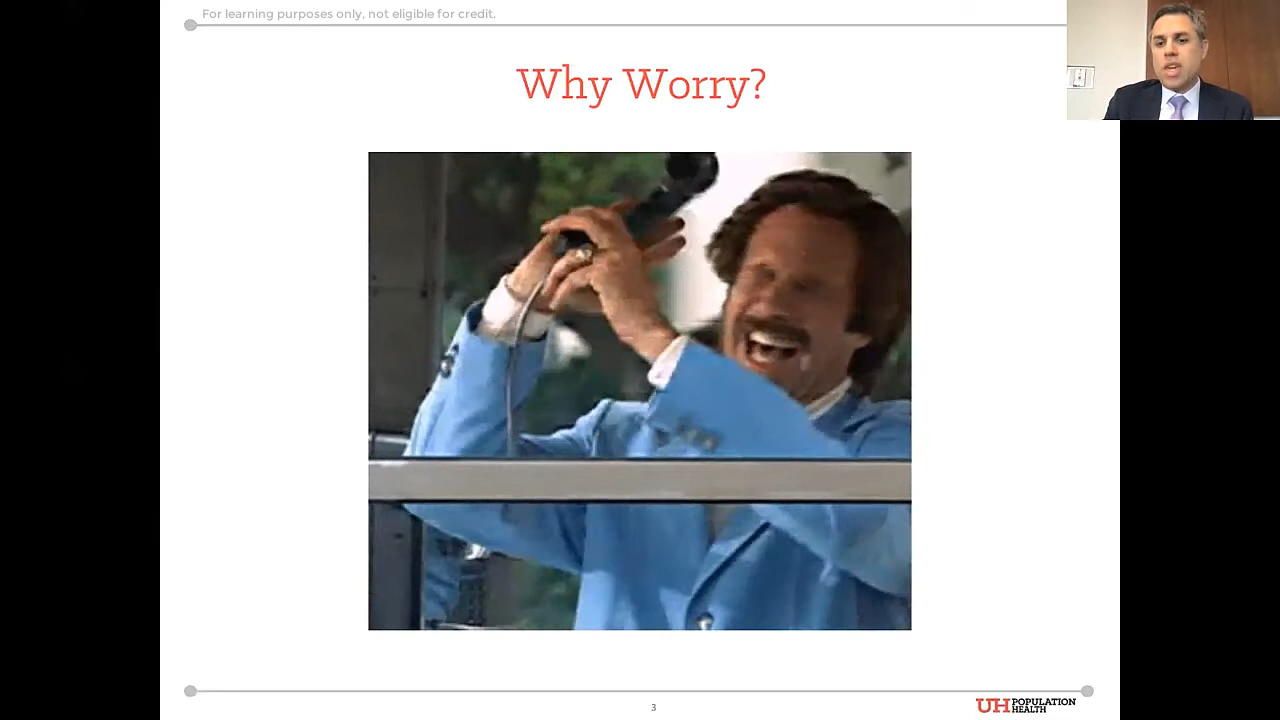 For learning purposes only, not eligible for credit.
Why Worry?
3
UH POPULATION
HEALTH